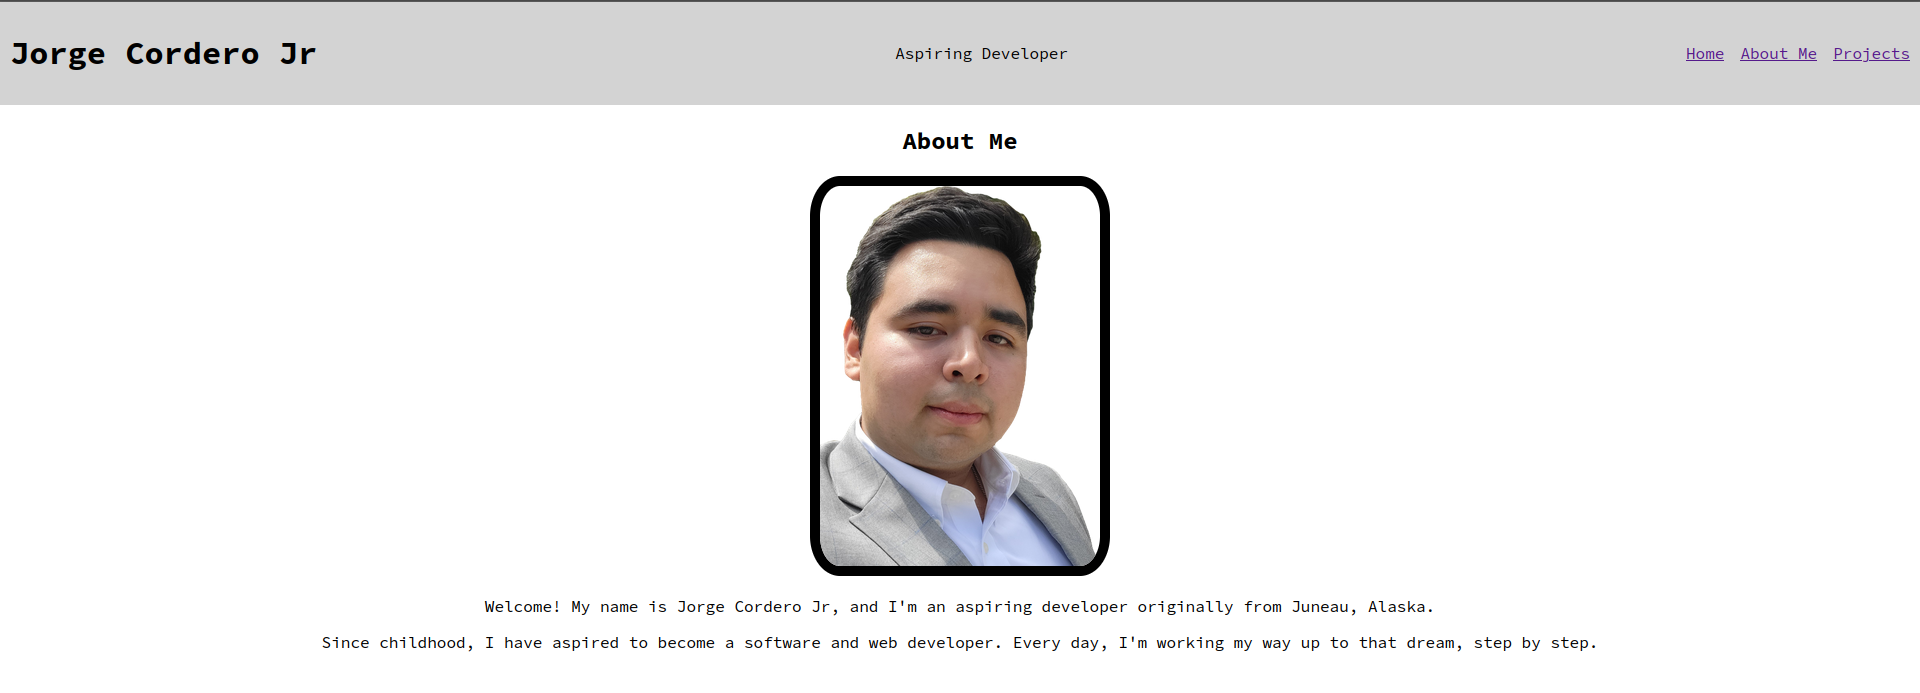 Jorge Cordero Jr
Aspiring Developer
Home About Me Projects
About Me
Welcome! My name is Jorge Cordero Jr, and I'm an aspiring developer originally from Juneau, Alaska.
Since childhood, I have aspired to become a software and web developer. Every day, I'm working my way up to that dream, step by step.